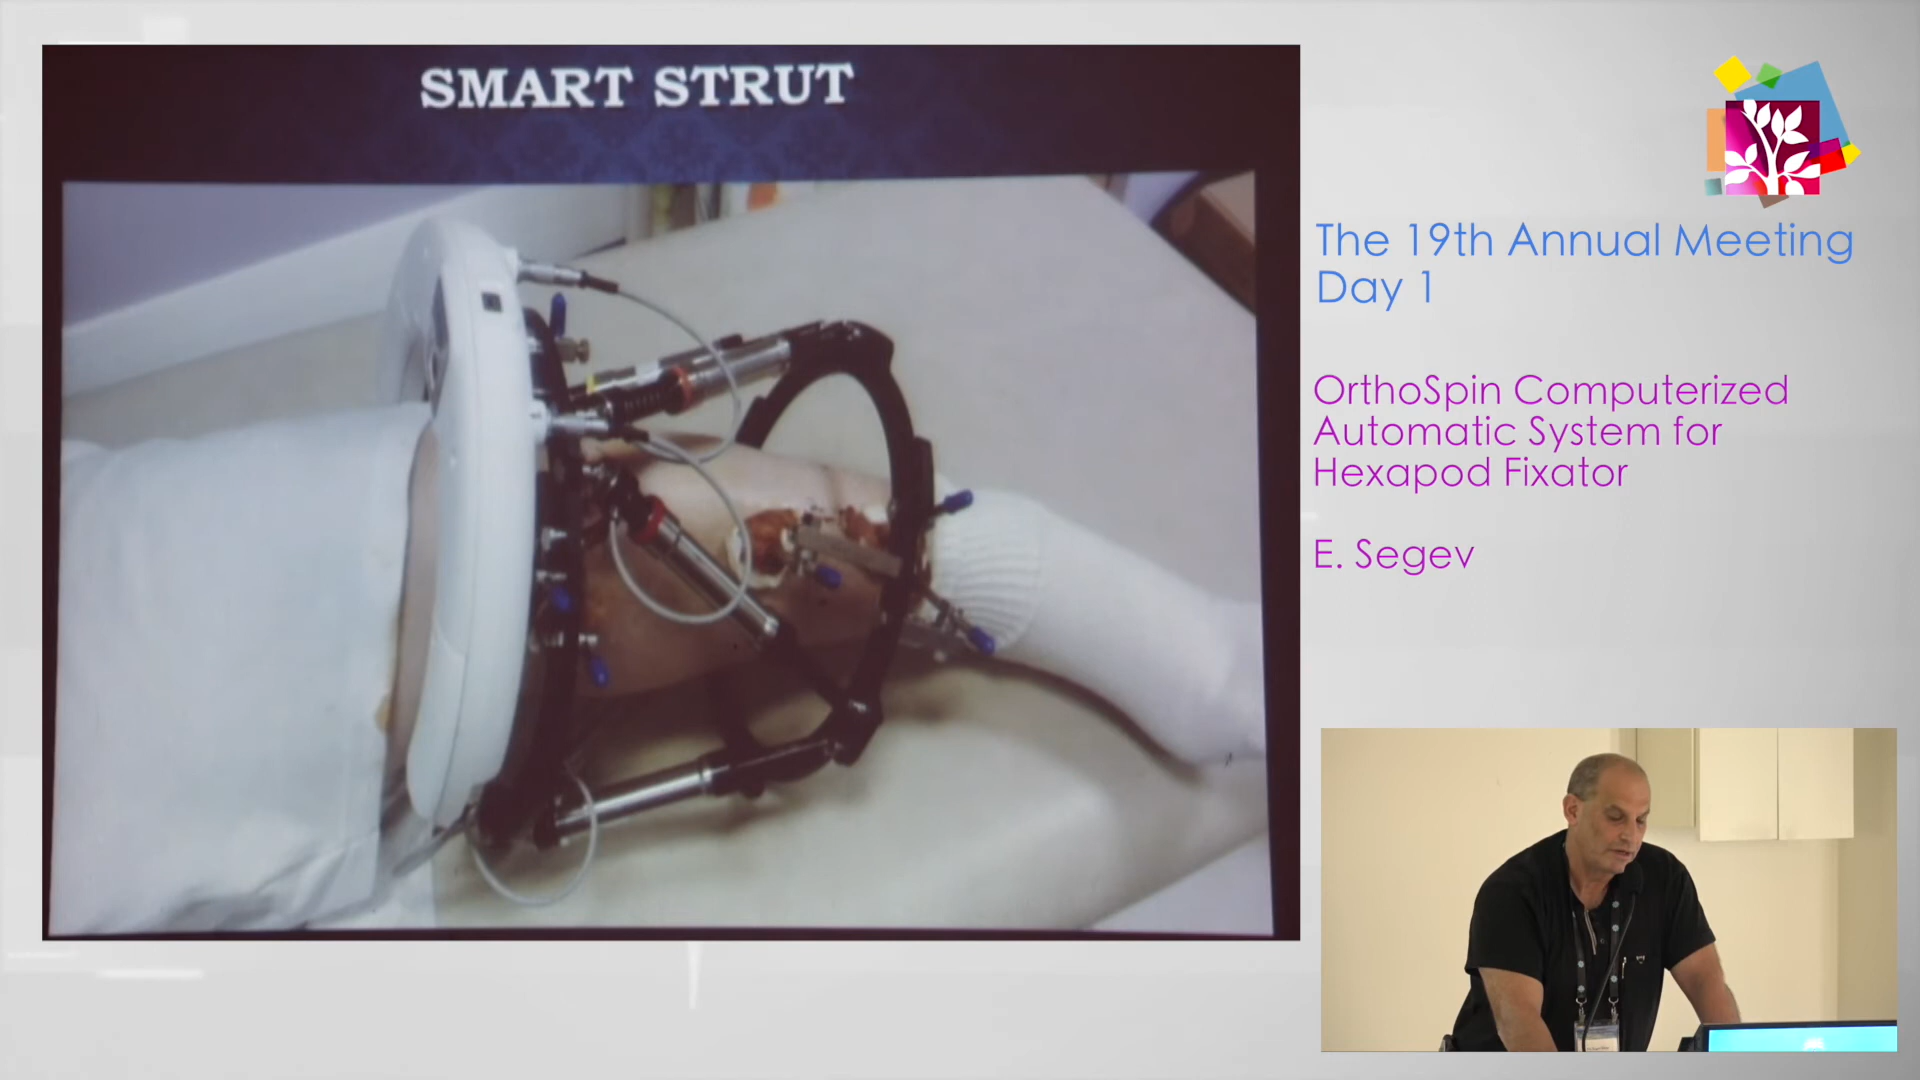 SMART STRUT
The 19th Annual Meeting
Day 1
OrthoSpin Computerized
Automatic System for
Hexapod Fixator
E. Segev